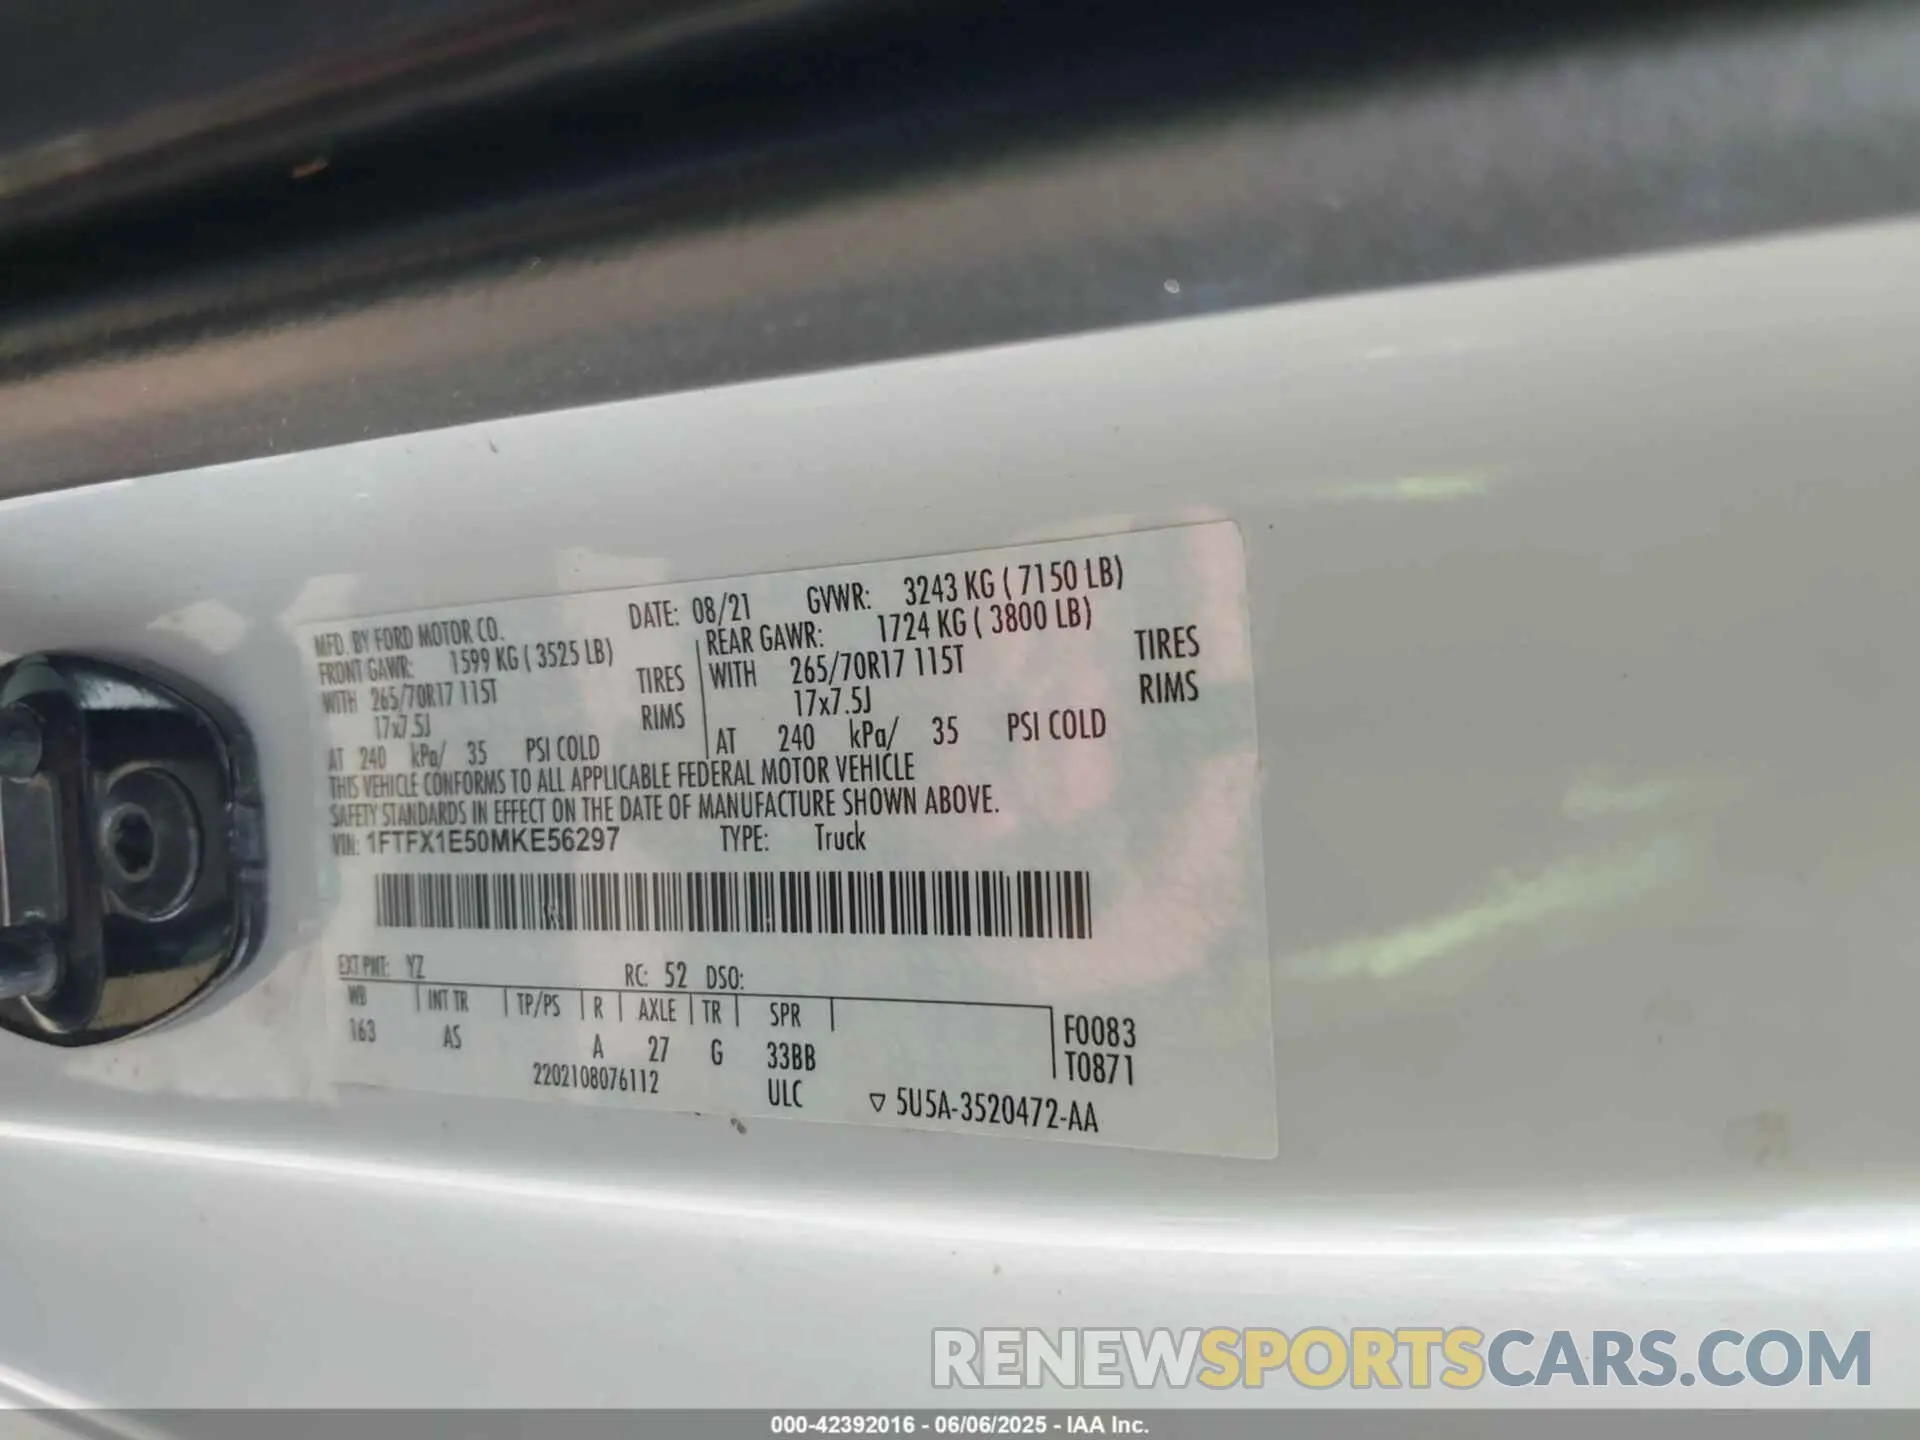 MFD. BY FORD MOTOR CO. DATE: 08/21 GVWR: 3243 KG ( 7150 LB)
FRONT GAWR: 1599 KG ( 3525 LB) REAR GAWR: 1724 KG ( 3800 LB)
WITH 265/70R17 115T TIRES WITH 265/70R17 115T TIRES
17x7.5J RIMS 17x7.5J RIMS
AT 240 kPa/ 35 PSI COLD AT 240 kPa/ 35 PSI COLD
THIS VEHICLE CONFORMS TO ALL APPLICABLE FEDERAL MOTOR VEHICLE
SAFETY STANDARDS IN EFFECT ON THE DATE OF MANUFACTURE SHOWN ABOVE.
VIN: 1FTFX1E50MKE56297 TYPE: Truck
EXT PNT: YZ RC: 52 DSO:
WB INT TR TP/PS R AXLE TR SPR F0083
163 AS A 27 G 33BB T0871
2202108076112 ULC ▽ 5U5A-3520472-AA
RENEWSPORTSCARS.COM
000-42392016 - 06/06/2025 - IAA Inc.